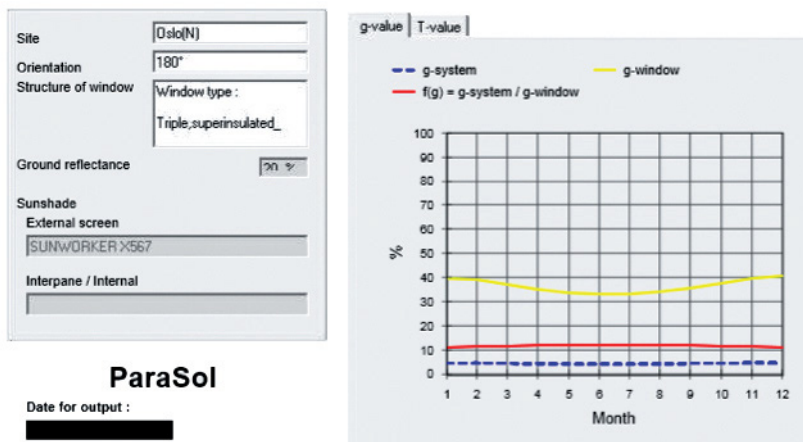 Site Oslo(N)
Orientation 180°
Structure of window Window type :
Triple,superinsulated_
Ground reflectance 20 %
Sunshade
External screen
SUNWORKER X567
Interpane / Internal
ParaSol
Date for output :
g-value T-value
g-system g-window
f(g) = g-system / g-window
100
90
80
70
60
50
40
30
20
10
0
%
1 2 3 4 5 6 7 8 9 10 11 12
Month